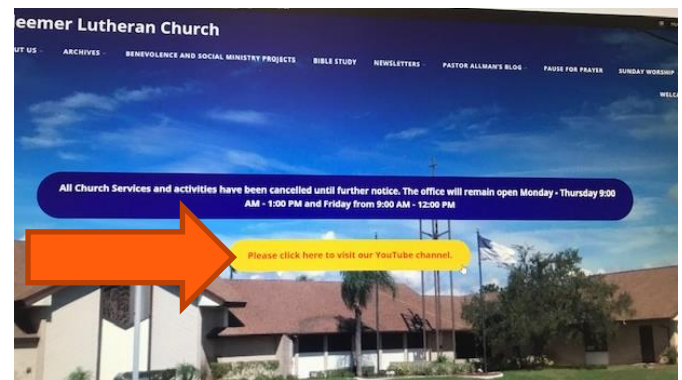 deemer Lutheran Church
UT US
ARCHIVES
BENEVOLENCE AND SOCIAL MINISTRY PROJECTS
BIBLE STUDY
NEWSLETTERS
PASTOR ALLMAN'S BLOG
PAUSE FOR PRAYER
SUNDAY WORSHIP
WELC
All Church Services and activities have been cancelled until further notice. The office will remain open Monday - Thursday 9:00
AM - 1:00 PM and Friday from 9:00 AM - 12:00 PM
Please click here to visit our YouTube channel.